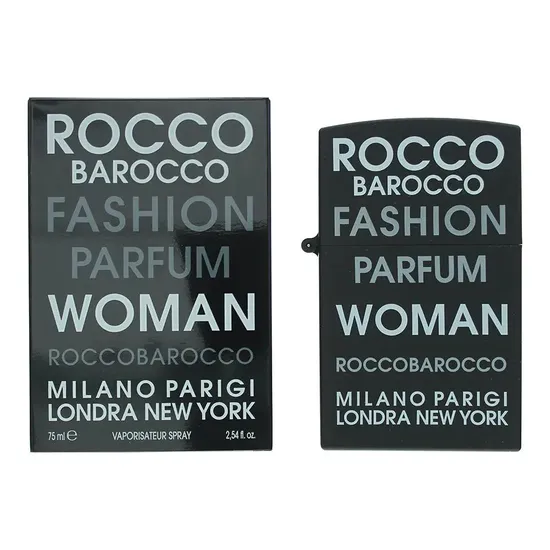 ROCCO
BAROCCO
FASHION
PARFUM
WOMAN
ROCCOBAROCCO
MILANO PARIGI
LONDRA NEW YORK
75 ml ℮ VAPORISATEUR SPRAY 2,54 fl. oz.
ROCCO
BAROCCO
FASHION
PARFUM
WOMAN
ROCCOBAROCCO
MILANO PARIGI
LONDRA NEW YORK